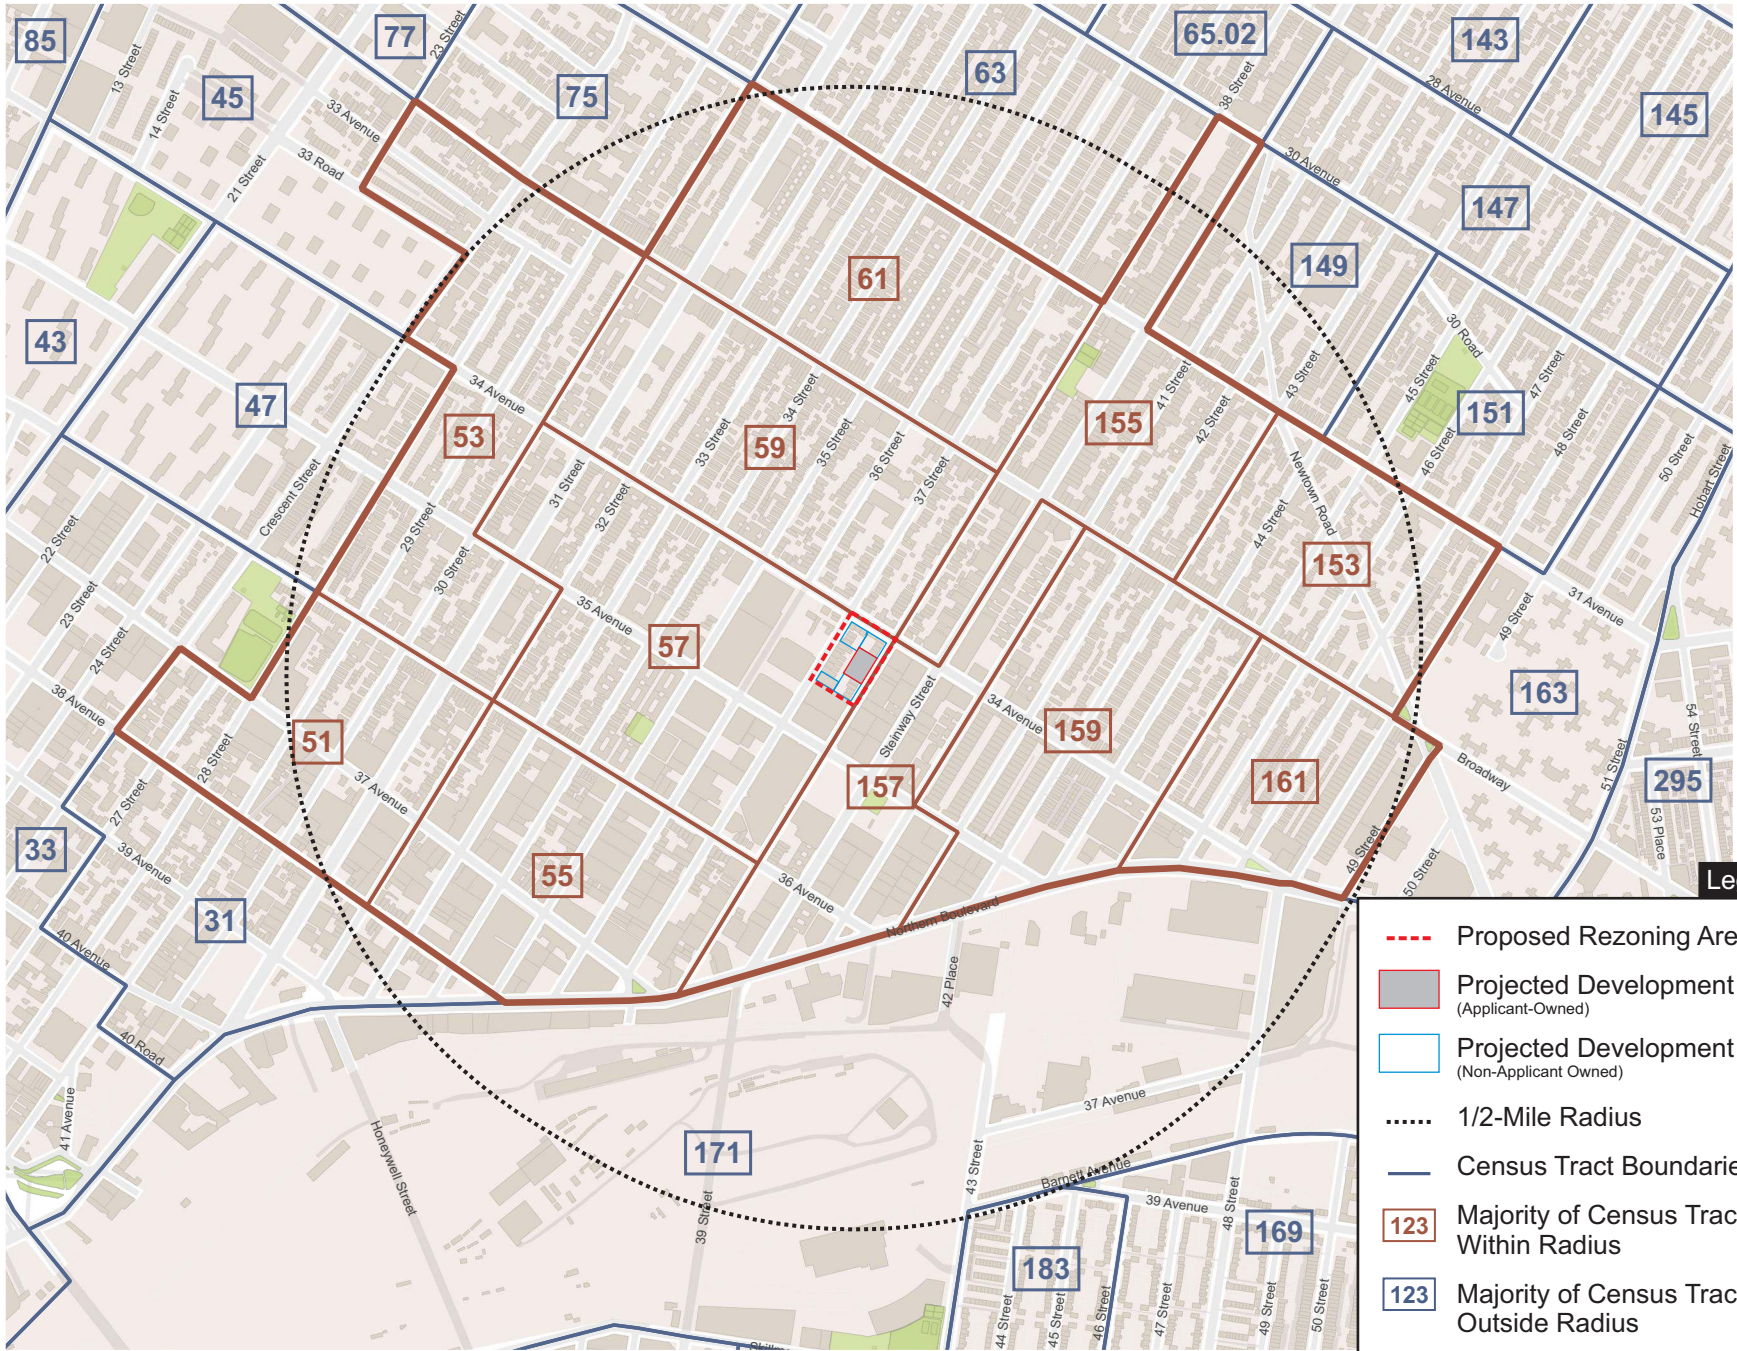 85
77
23 Street
65.02
143
63
75
45
13 Street
14 Street
33 Avenue
33 Road
21 Street
38 Street
28 Avenue
145
30 Avenue
147
149
61
43
47
53
34 Avenue
59
33 Street
34 Street
35 Street
36 Street
37 Street
31 Street
32 Street
155
41 Street
42 Street
43 Street
30 Road
45 Street
47 Street
151
46 Street
48 Street
50 Street
Hobart Street
Crescent Street
29 Street
30 Street
22 Street
23 Street
24 Street
38 Avenue
Newtown Road
44 Street
153
31 Avenue
49 Street
163
35 Avenue
57
Steinway Street
34 Avenue
159
157
161
Broadway
51 Street
54 Street
295
53 Place
51
28 Street
27 Street
37 Avenue
39 Avenue
33
31
40 Avenue
40 Road
41 Avenue
55
36 Avenue
Northern Boulevard
49 Street
50 Street
42 Place
37 Avenue
Honeywell Street
171
39 Street
43 Street
Barnett Avenue
39 Avenue
48 Street
169
183
44 Street
45 Street
46 Street
47 Street
49 Street
50 Street
Le
Proposed Rezoning Are
Projected Development
(Applicant-Owned)
Projected Development
(Non-Applicant Owned)
1/2-Mile Radius
Census Tract Boundarie
123
Majority of Census Trac
Within Radius
123
Majority of Census Trac
Outside Radius